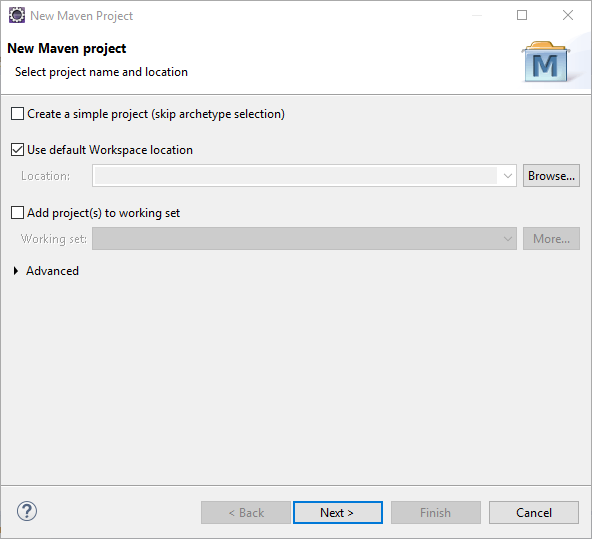 New Maven Project
New Maven project
Select project name and location
M
Create a simple project (skip archetype selection)
Use default Workspace location
Location:
Browse...
Add project(s) to working set
Working set:
More...
Advanced
?
< Back
Next >
Finish
Cancel